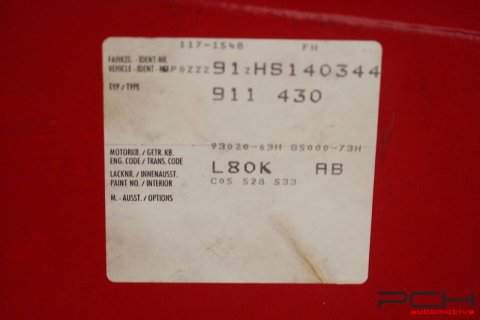 117-1548 FH
FAHRZG. - IDENT-NR.
VEHICLE - IDENT - NO. WPOZZZ91ZHS140344
TYP / TYPE 911 430
93020-63H G5000-73H
MOTORKB. / GETR. KB.
ENG. CODE / TRANS. CODE L80K AB
LACKNR. / INNENAUSST. C05 528 533
PAINT NO. / INTERIOR
M. - AUSST. / OPTIONS
PCH
automotive